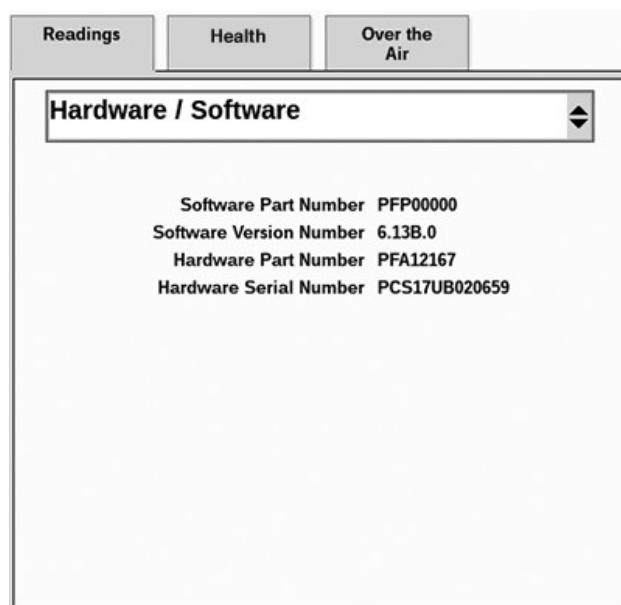 Readings
Health
Over the
Air
Hardware / Software
Software Part Number PFP00000
Software Version Number 6.13B.0
Hardware Part Number PFA12167
Hardware Serial Number PCS17UB020659